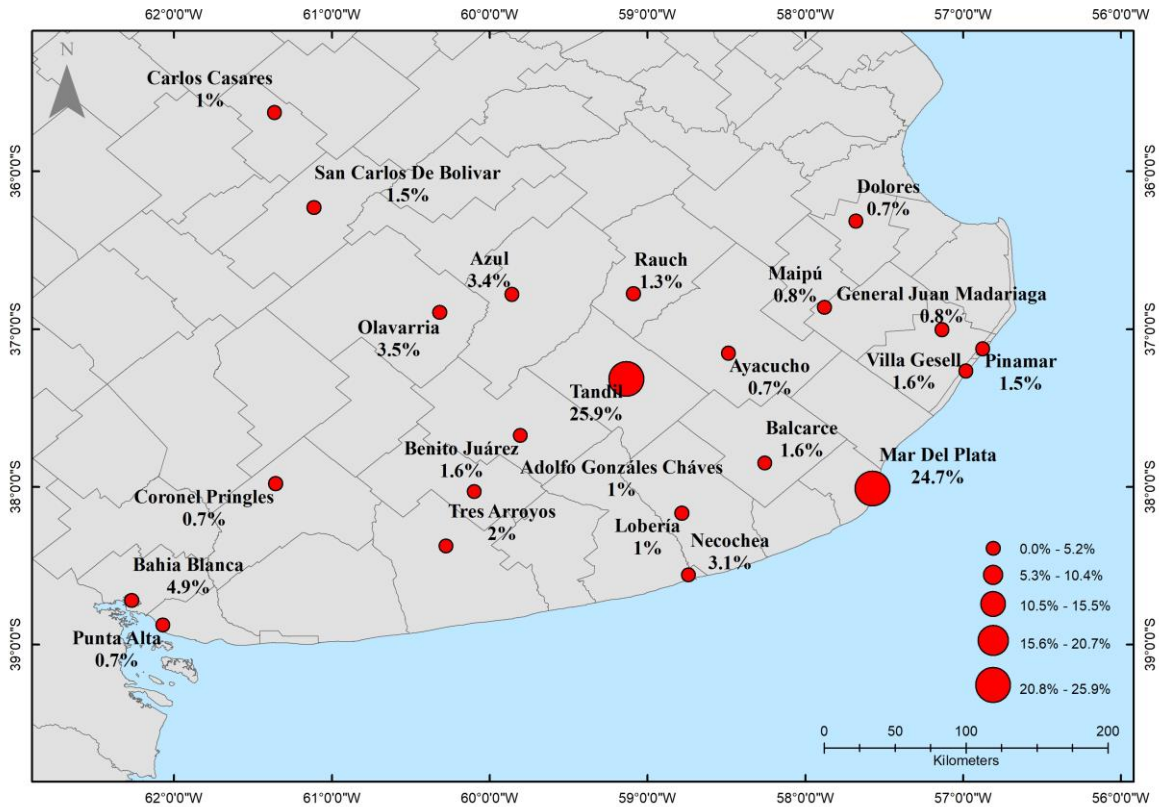 62°0'0"W 61°0'0"W 60°0'0"W 59°0'0"W 58°0'0"W 57°0'0"W 56°0'0"W
N
Carlos Casares
1%
36°0'0"S
36°0'0"S
San Carlos De Bolivar
1.5%
Dolores
0.7%
Azul
3.4%
Rauch
1.3%
Maipú
0.8%
General Juan Madariaga
0.8%
37°0'0"S
37°0'0"S
Olavarria
3.5%
Ayacucho
0.7%
Villa Gesell
1.6%
Pinamar
1.5%
Tandil
25.9%
Benito Juárez
1.6%
Adolfo Gonzáles Cháves
1%
Balcarce
1.6%
Mar Del Plata
24.7%
38°0'0"S
38°0'0"S
Coronel Pringles
0.7%
Tres Arroyos
2%
Lobería
1%
Necochea
3.1%
Bahia Blanca
4.9%
Punta Alta
0.7%
39°0'0"S
39°0'0"S
0.0% - 5.2%
5.3% - 10.4%
10.5% - 15.5%
15.6% - 20.7%
20.8% - 25.9%
0 50 100 200
Kilometers
62°0'0"W 61°0'0"W 60°0'0"W 59°0'0"W 58°0'0"W 57°0'0"W 56°0'0"W